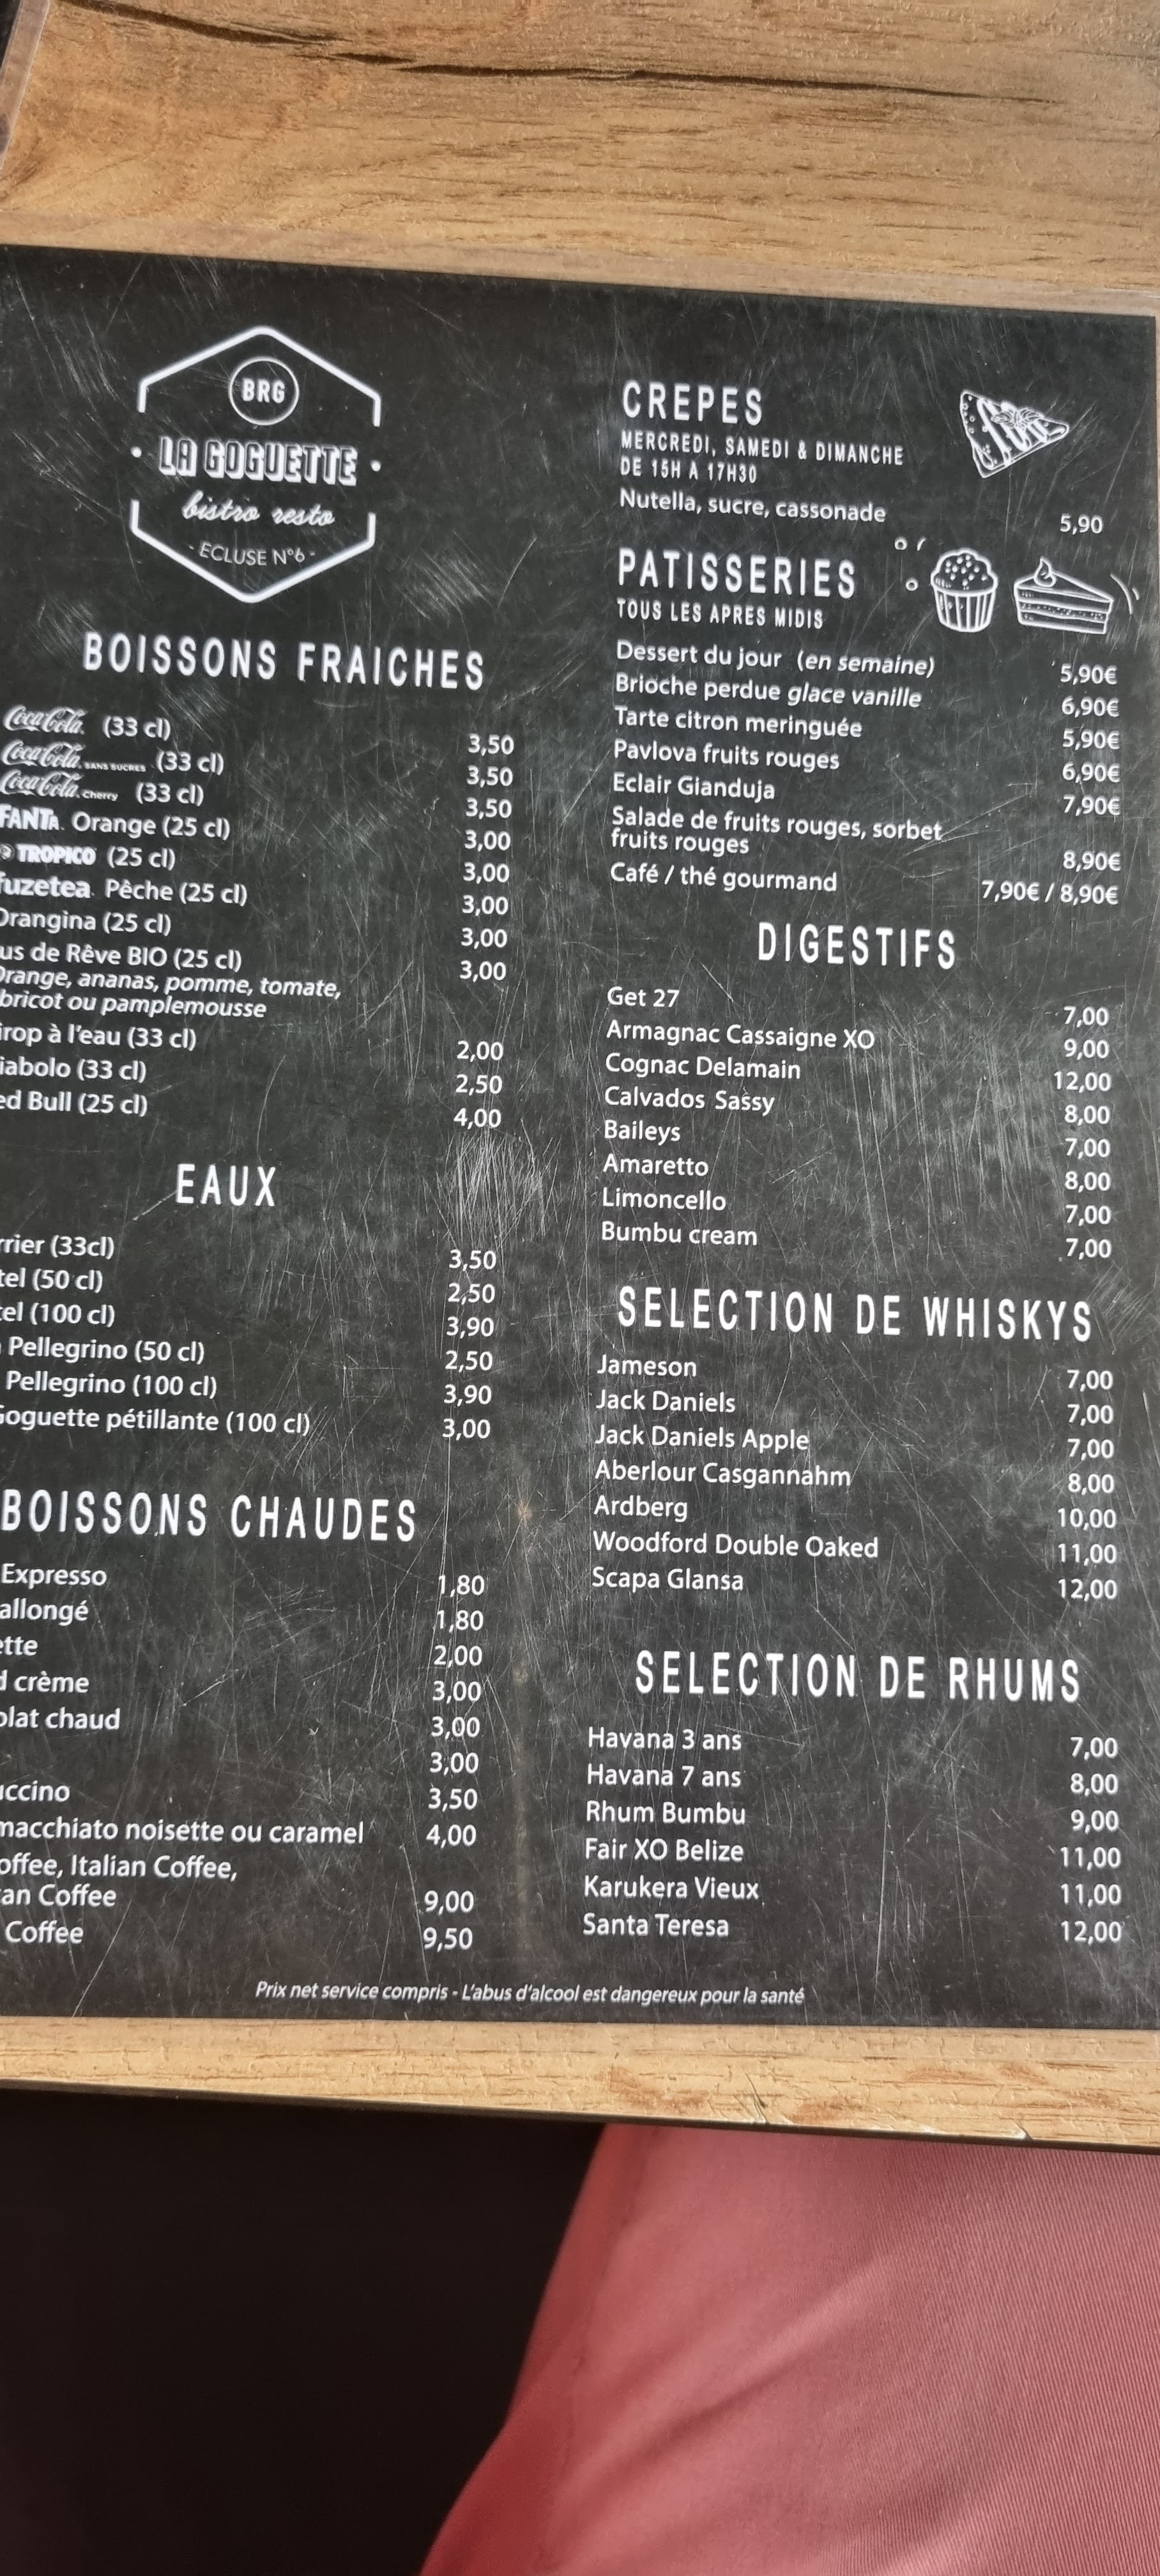 BRG
LA GOGUETTE
bistro resto
- ECLUSE N°6 -
BOISSONS FRAICHES
Coca-Cola (33 cl) 3,50
Coca-Cola SANS SUCRES (33 cl) 3,50
Coca-Cola Cherry (33 cl) 3,50
FANTA Orange (25 cl) 3,00
TROPICO (25 cl) 3,00
fuzetea Pêche (25 cl) 3,00
Orangina (25 cl) 3,00
us de Rêve BIO (25 cl) 3,00
Orange, ananas, pomme, tomate,
bricot ou pamplemousse
irop à l'eau (33 cl) 2,00
iabolo (33 cl) 2,50
ed Bull (25 cl) 4,00
EAUX
rrier (33cl) 3,50
tel (50 cl) 2,50
tel (100 cl) 3,90
Pellegrino (50 cl) 2,50
Pellegrino (100 cl) 3,90
Goguette pétillante (100 cl) 3,00
BOISSONS CHAUDES
Expresso 1,80
allongé 1,80
ette 2,00
d crème 3,00
olat chaud 3,00
3,00
uccino 3,50
macchiato noisette ou caramel 4,00
offee, Italian Coffee,
an Coffee 9,00
Coffee 9,50
CREPES
MERCREDI, SAMEDI & DIMANCHE
DE 15H A 17H30
Nutella, sucre, cassonade 5,90
PATISSERIES
TOUS LES APRES MIDIS
Dessert du jour (en semaine) 5,90€
Brioche perdue glace vanille 6,90€
Tarte citron meringuée 5,90€
Pavlova fruits rouges 6,90€
Eclair Gianduja 7,90€
Salade de fruits rouges, sorbet
fruits rouges 8,90€
Café / thé gourmand 7,90€ / 8,90€
DIGESTIFS
Get 27 7,00
Armagnac Cassaigne XO 9,00
Cognac Delamain 12,00
Calvados Sassy 8,00
Baileys 7,00
Amaretto 8,00
Limoncello 7,00
Bumbu cream 7,00
SELECTION DE WHISKYS
Jameson 7,00
Jack Daniels 7,00
Jack Daniels Apple 7,00
Aberlour Casgannahm 8,00
Ardberg 10,00
Woodford Double Oaked 11,00
Scapa Glansa 12,00
SELECTION DE RHUMS
Havana 3 ans 7,00
Havana 7 ans 8,00
Rhum Bumbu 9,00
Fair XO Belize 11,00
Karukera Vieux 11,00
Santa Teresa 12,00
Prix net service compris - L'abus d'alcool est dangereux pour la santé